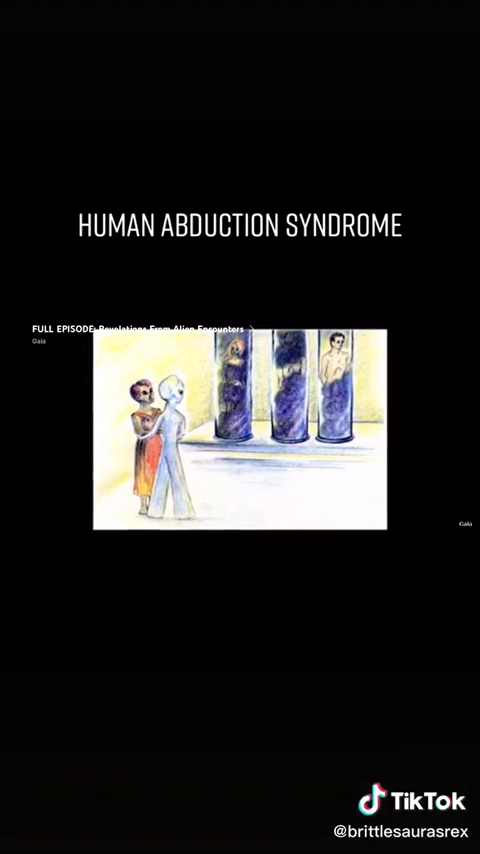 HUMAN ABDUCTION SYNDROME
FULL EPISODE: Revelations From Alien Encounters
Gaia
Gaia
TikTok
@brittlesaurasrex